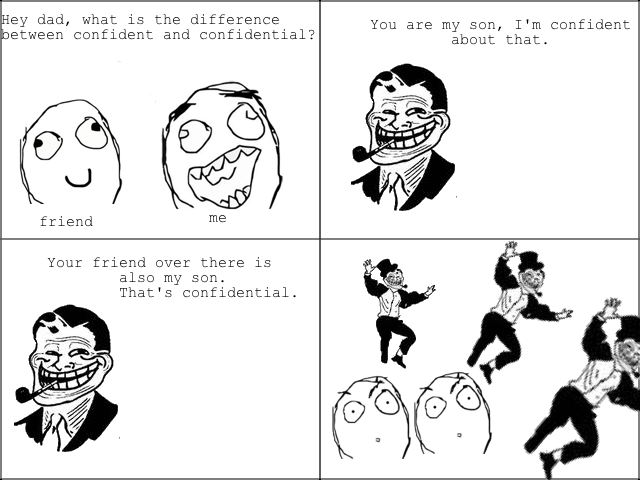 Hey dad, what is the difference
between confident and confidential?
friend
me
You are my son, I'm confident
about that.
Your friend over there is
also my son.
That's confidential.